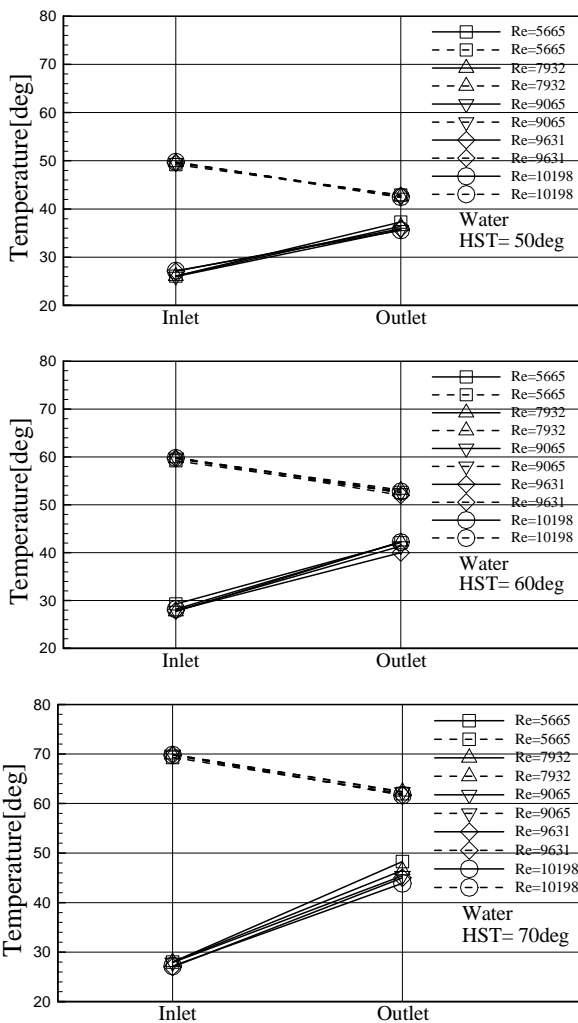 80
70
60
50
40
30
20
Temperature[deg]
Inlet
Outlet
Re=5665
Re=5665
Re=7932
Re=7932
Re=9065
Re=9065
Re=9631
Re=9631
Re=10198
Re=10198
Water
HST= 50deg
80
70
60
50
40
30
20
Temperature[deg]
Inlet
Outlet
Re=5665
Re=5665
Re=7932
Re=7932
Re=9065
Re=9065
Re=9631
Re=9631
Re=10198
Re=10198
Water
HST= 60deg
80
70
60
50
40
30
20
Temperature[deg]
Inlet
Outlet
Re=5665
Re=5665
Re=7932
Re=7932
Re=9065
Re=9065
Re=9631
Re=9631
Re=10198
Re=10198
Water
HST= 70deg